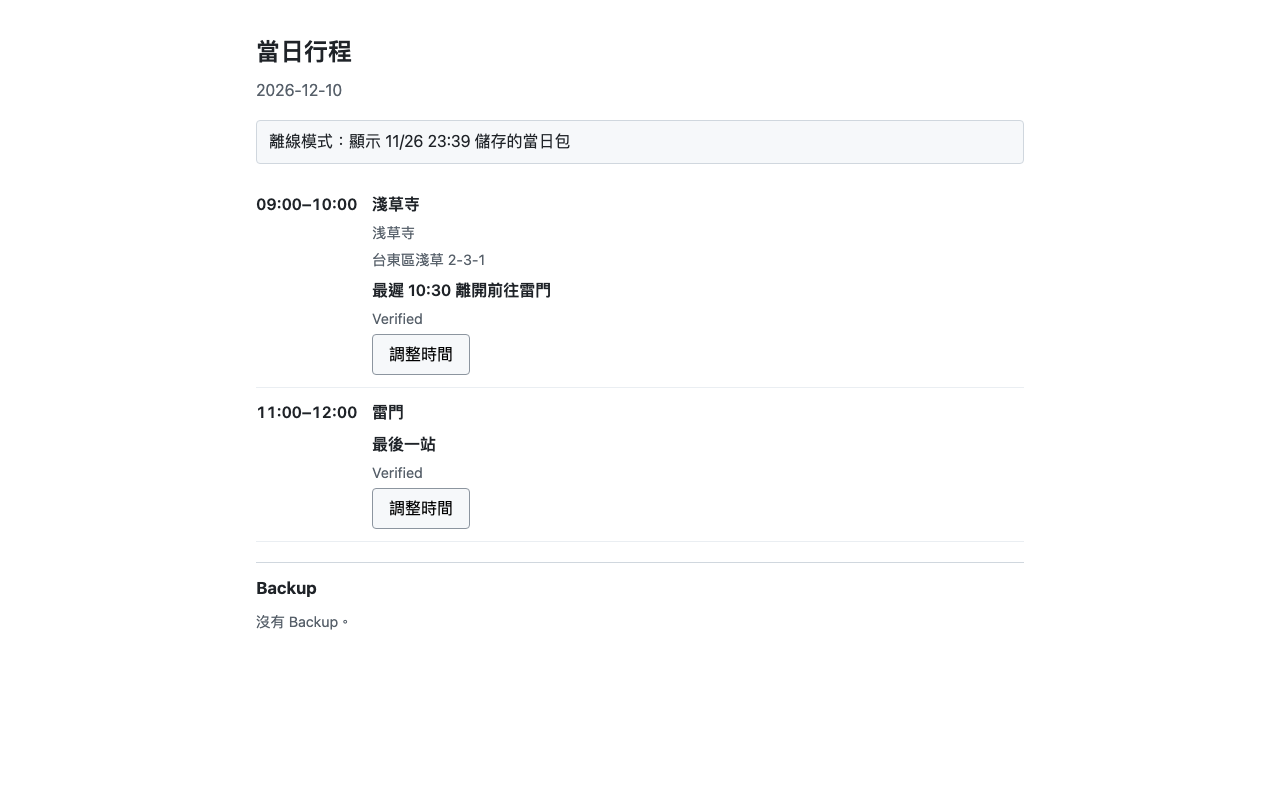 當日行程
2026-12-10
離線模式：顯示 11/26 23:39 儲存的當日包
09:00–10:00 淺草寺
浅草寺
台東區淺草 2-3-1
最遲 10:30 離開前往雷門
Verified
調整時間
11:00–12:00 雷門
最後一站
Verified
調整時間
Backup
沒有 Backup。